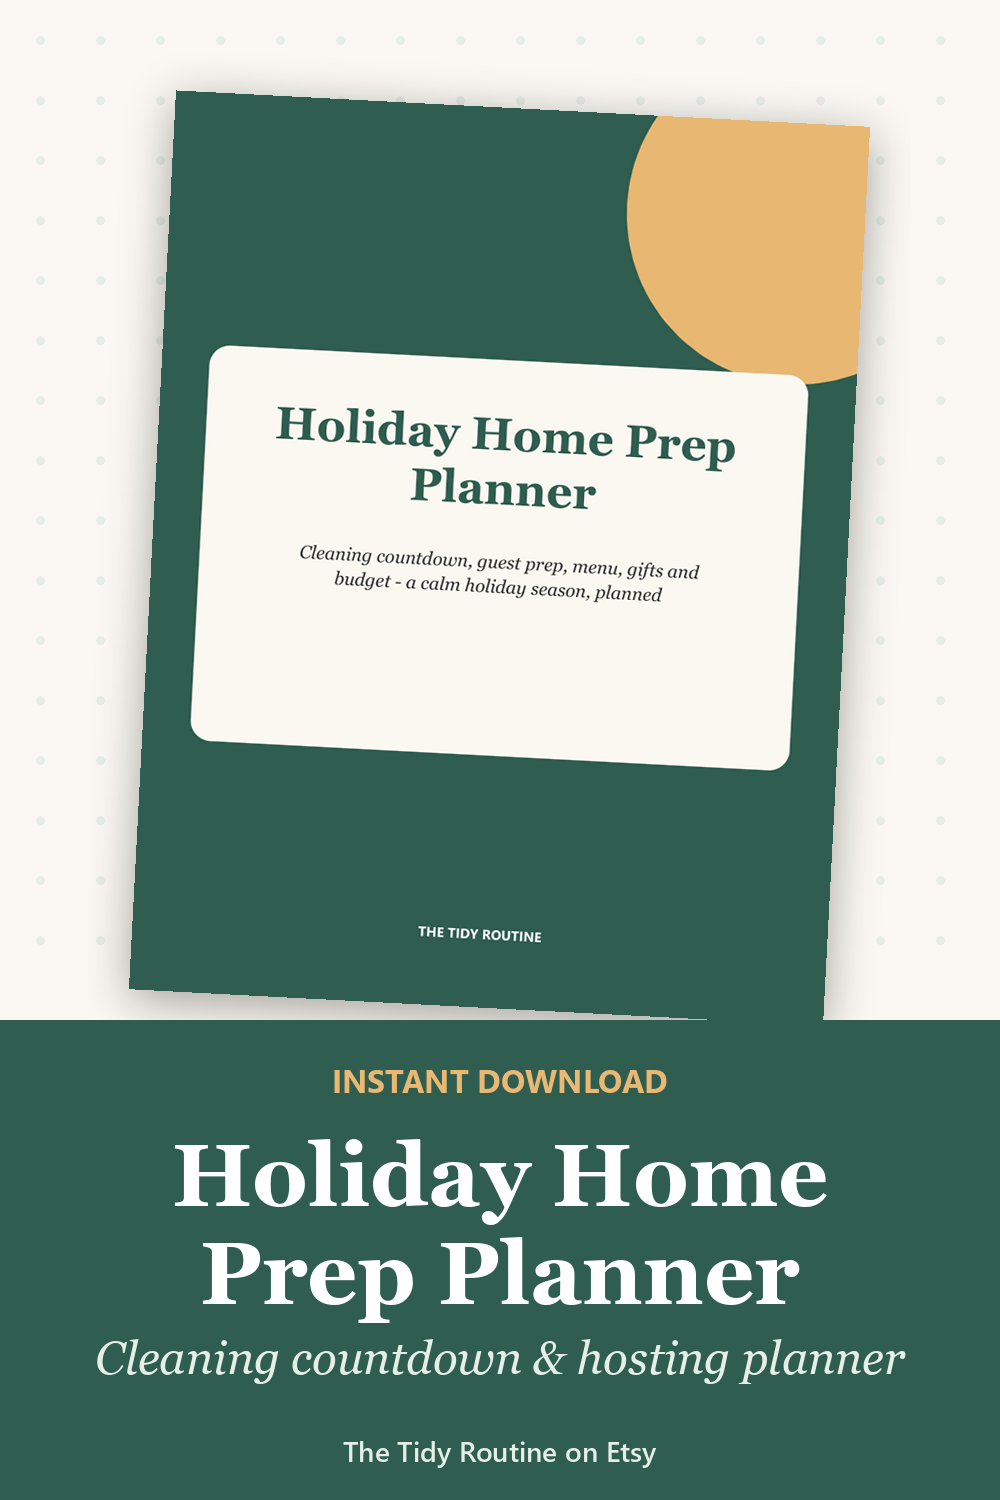 Holiday Home Prep
Planner
Cleaning countdown, guest prep, menu, gifts and
budget - a calm holiday season, planned
THE TIDY ROUTINE
INSTANT DOWNLOAD
Holiday Home
Prep Planner
Cleaning countdown & hosting planner
The Tidy Routine on Etsy